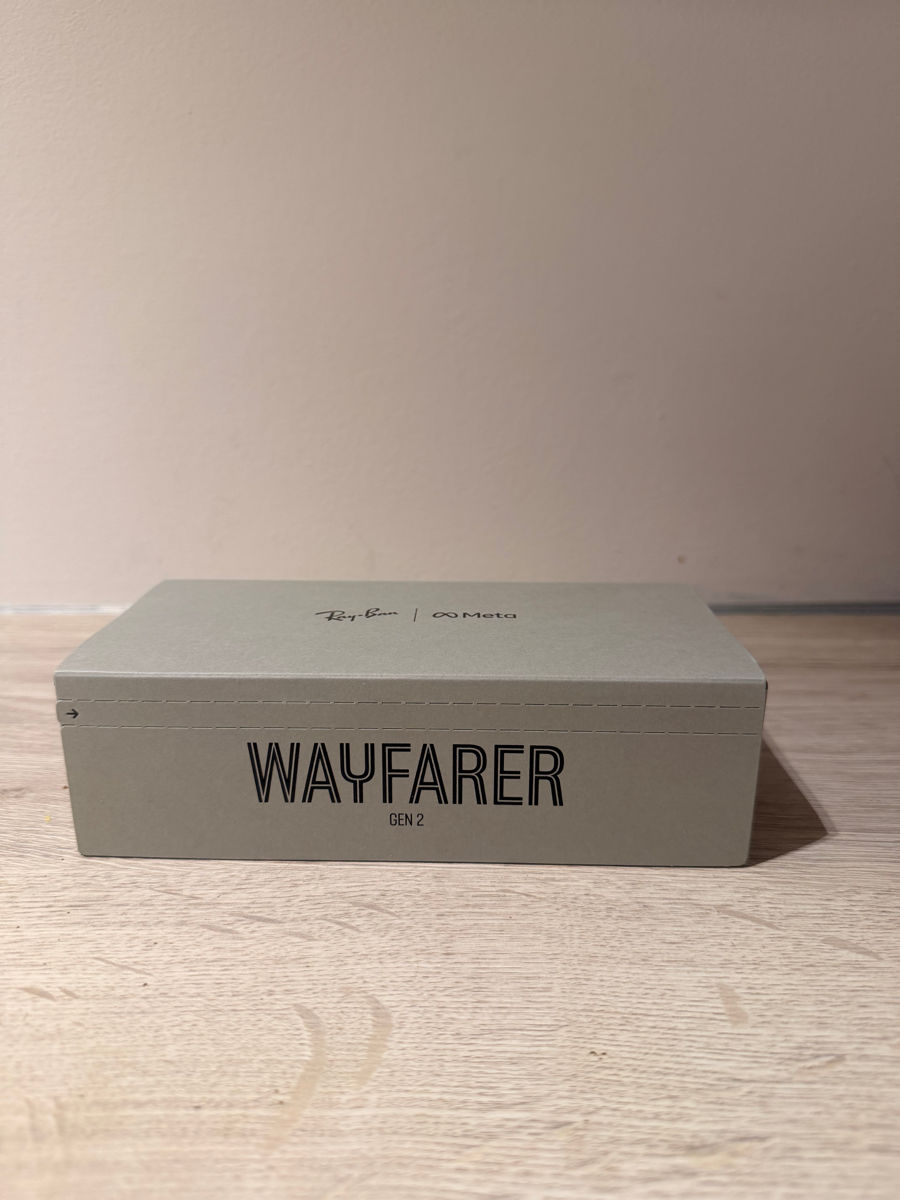 Ray-Ban | ∞ Meta
WAYFARER
GEN 2